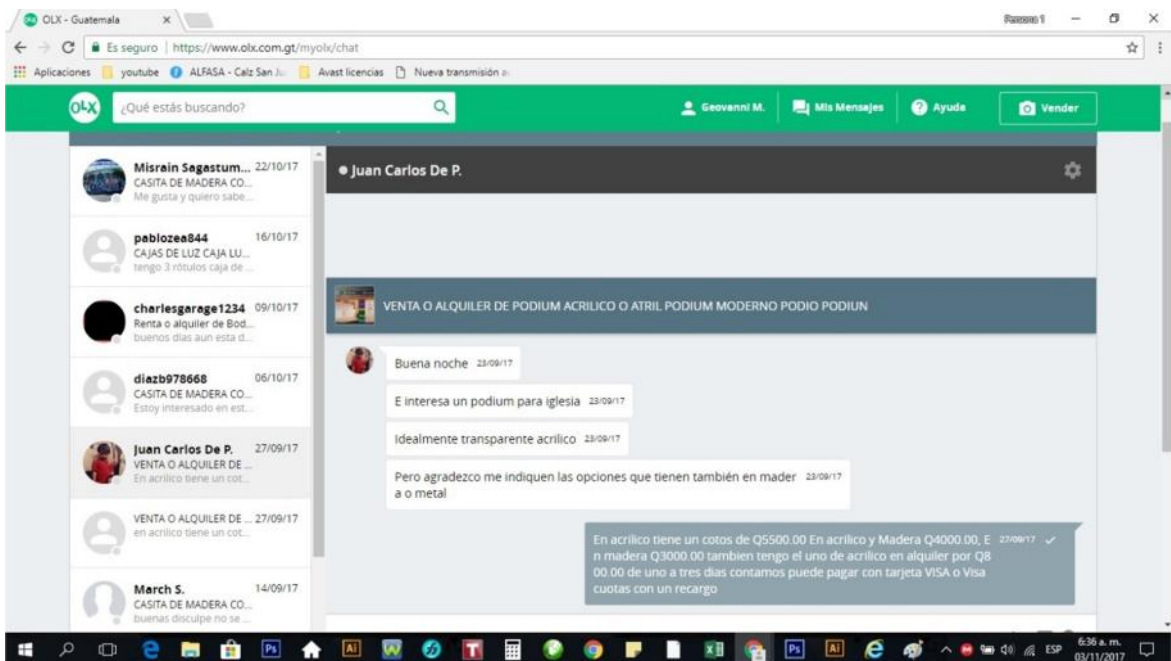 OLX - Guatemala
Persona 1
Es seguro | https://www.olx.com.gt/myolx/chat
Aplicaciones youtube ALFASA - Calz San Ju Avast licencias Nueva transmisión a
OLX ¿Qué estás buscando? Geovanni M. Mis Mensajes Ayuda Vender
Misrain Sagastum... 22/10/17
CASITA DE MADERA CO...
Me gusta y quiero sabe...
pablozea844 16/10/17
CAJAS DE LUZ CAJA LU...
tengo 3 rótulos caja de ...
charlesgarage1234 09/10/17
Renta o alquiler de Bod...
buenos dias aun esta d...
diazb978668 06/10/17
CASITA DE MADERA CO...
Estoy interesado en est...
Juan Carlos De P. 27/09/17
VENTA O ALQUILER DE ...
En acrilico tiene un cot...
VENTA O ALQUILER DE ... 27/09/17
en acrilico tiene un cot...
March S. 14/09/17
CASITA DE MADERA CO...
buenas disculpe no se ...
Juan Carlos De P.
VENTA O ALQUILER DE PODIUM ACRILICO O ATRIL PODIUM MODERNO PODIO PODIUN
Buena noche 23/09/17
E interesa un podium para iglesia 23/09/17
Idealmente transparente acrilico 23/09/17
Pero agradezco me indiquen las opciones que tienen también en mader 23/09/17
a o metal
En acrilico tiene un cotos de Q5500.00 En acrilico y Madera Q4000.00, E 27/09/17
n madera Q3000.00 tambien tengo el uno de acrilico en alquiler por Q8
00.00 de uno a tres dias contamos puede pagar con tarjeta VISA o Visa
cuotas con un recargo
Ps Ai W T Ps Ai ESP 6:36 a. m.
03/11/2017